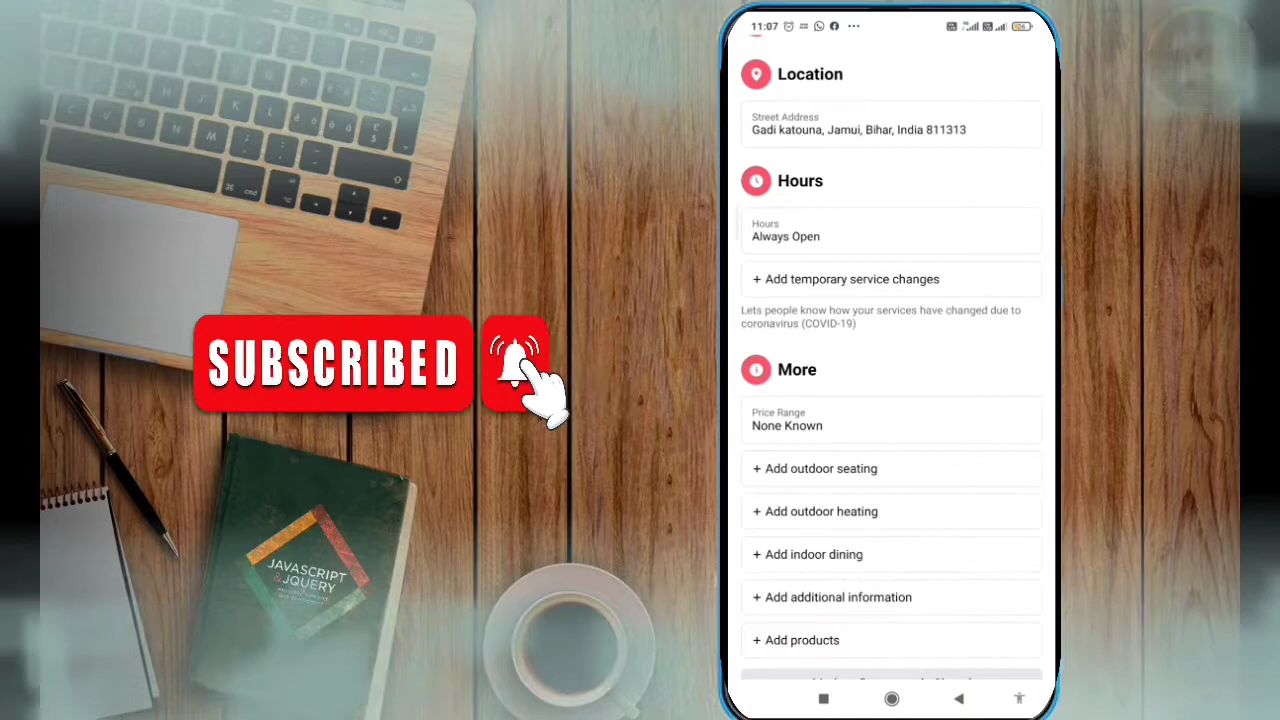 SUBSCRIBED
JAVASCRIPT
& JQUERY
cmd
11:07
Location
Street Address
Gadi katouna, Jamui, Bihar, India 811313
Hours
Hours
Always Open
+ Add temporary service changes
Lets people know how your services have changed due to
coronavirus (COVID-19)
More
Price Range
None Known
+ Add outdoor seating
+ Add outdoor heating
+ Add indoor dining
+ Add additional information
+ Add products